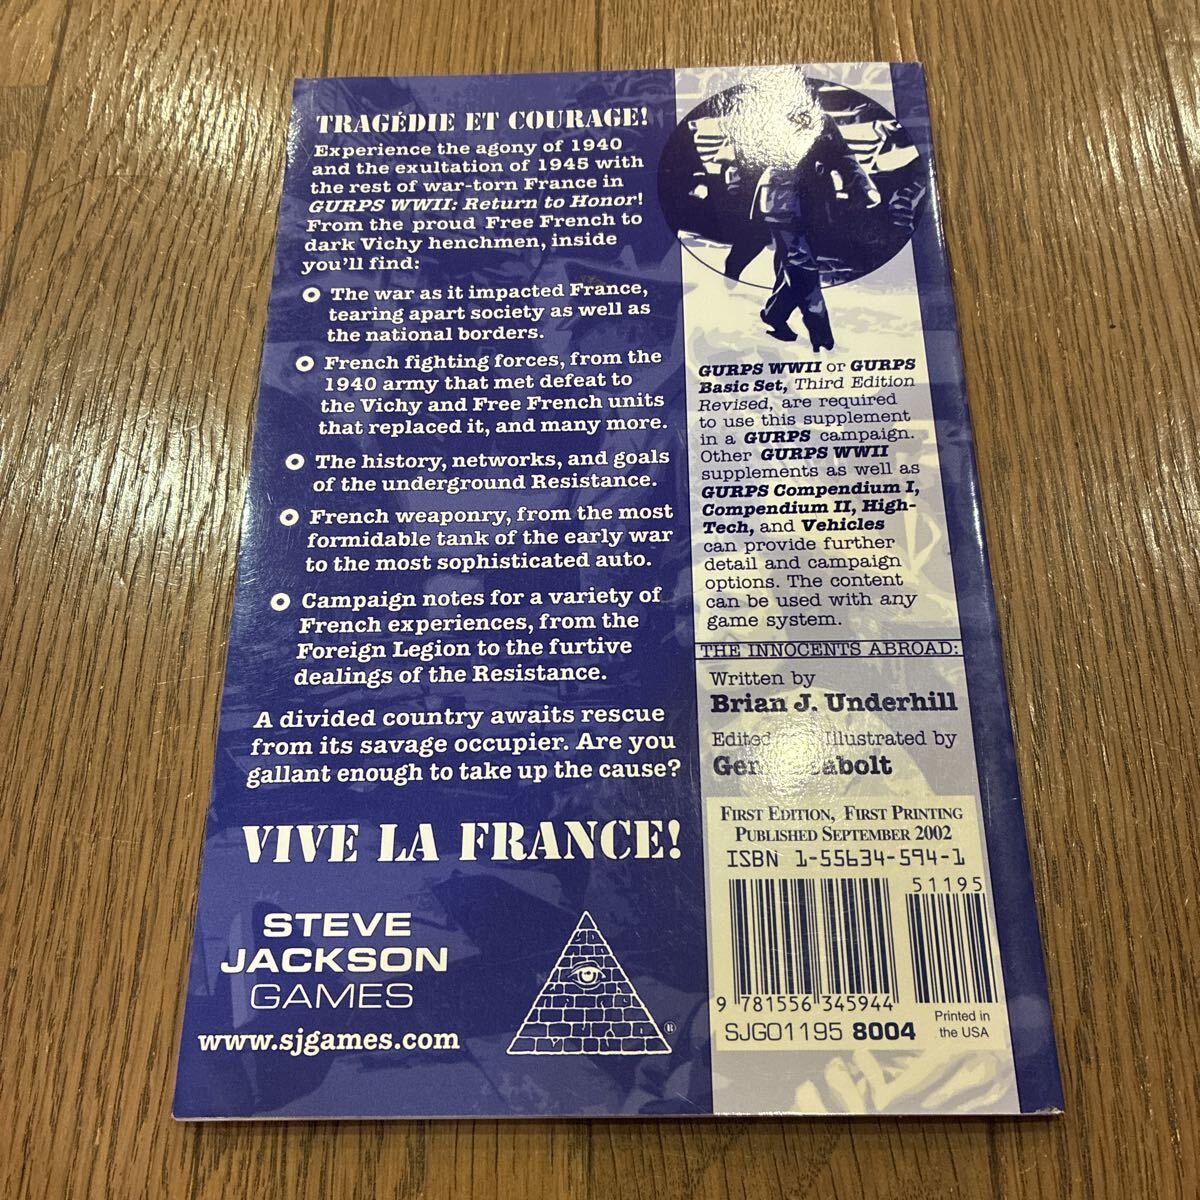 TRAGÉDIE ET COURAGE!
Experience the agony of 1940
and the exultation of 1945 with
the rest of war-torn France in
GURPS WWII: Return to Honor!
From the proud Free French to
dark Vichy henchmen, inside
you'll find:
The war as it impacted France,
tearing apart society as well as
the national borders.
French fighting forces, from the
1940 army that met defeat to
the Vichy and Free French units
that replaced it, and many more.
The history, networks, and goals
of the underground Resistance.
French weaponry, from the most
formidable tank of the early war
to the most sophisticated auto.
Campaign notes for a variety of
French experiences, from the
Foreign Legion to the furtive
dealings of the Resistance.
A divided country awaits rescue
from its savage occupier. Are you
gallant enough to take up the cause?
VIVE LA FRANCE!
STEVE
JACKSON
GAMES
www.sjgames.com
®
GURPS WWII or GURPS
Basic Set, Third Edition
Revised, are required
to use this supplement
in a GURPS campaign.
Other GURPS WWII
supplements as well as
GURPS Compendium I,
Compendium II, High-
Tech, and Vehicles
can provide further
detail and campaign
options. The content
can be used with any
game system.
THE INNOCENTS ABROAD:
Written by
Brian J. Underhill
Edited Illustrated by
FIRST EDITION, FIRST PRINTING
PUBLISHED SEPTEMBER 2002
ISBN 1-55634-594-1
51195
9 781556 345944
SJG01195 8004
Printed in
the USA